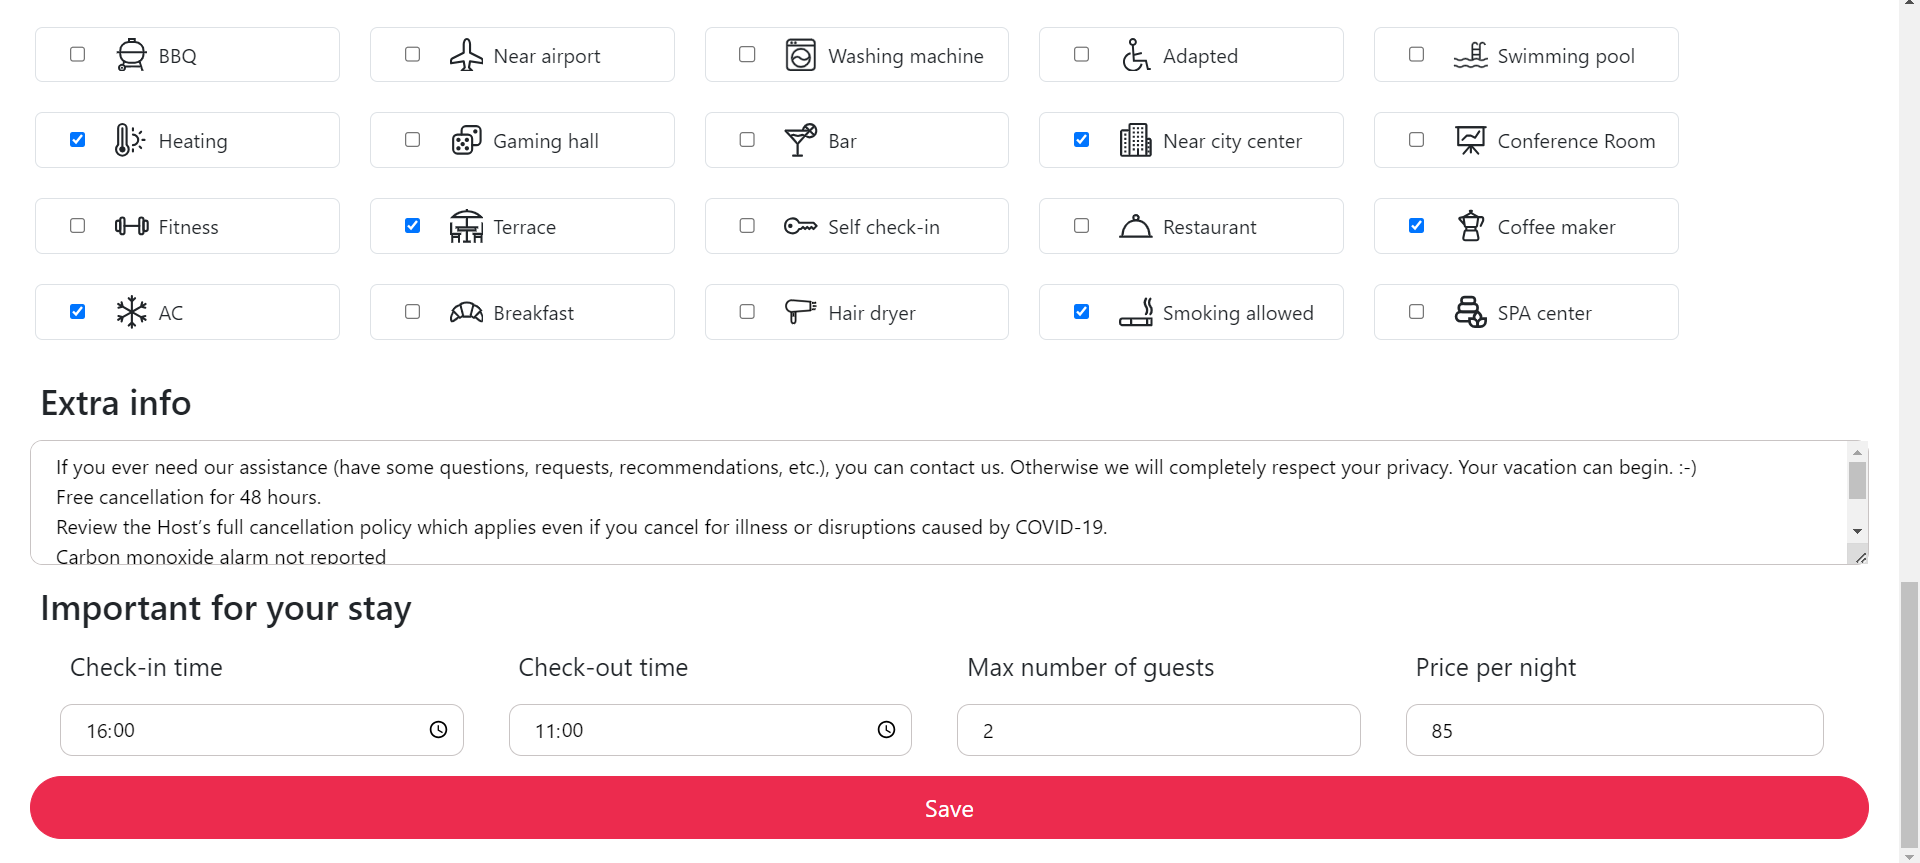 BBQ Near airport Washing machine Adapted Swimming pool
Heating Gaming hall Bar Near city center Conference Room
Fitness Terrace Self check-in Restaurant Coffee maker
AC Breakfast Hair dryer Smoking allowed SPA center
Extra info
If you ever need our assistance (have some questions, requests, recommendations, etc.), you can contact us. Otherwise we will completely respect your privacy. Your vacation can begin. :-)
Free cancellation for 48 hours.
Review the Host’s full cancellation policy which applies even if you cancel for illness or disruptions caused by COVID-19.
Carbon monoxide alarm not reported
Important for your stay
Check-in time Check-out time Max number of guests Price per night
16:00 11:00 2 85
Save